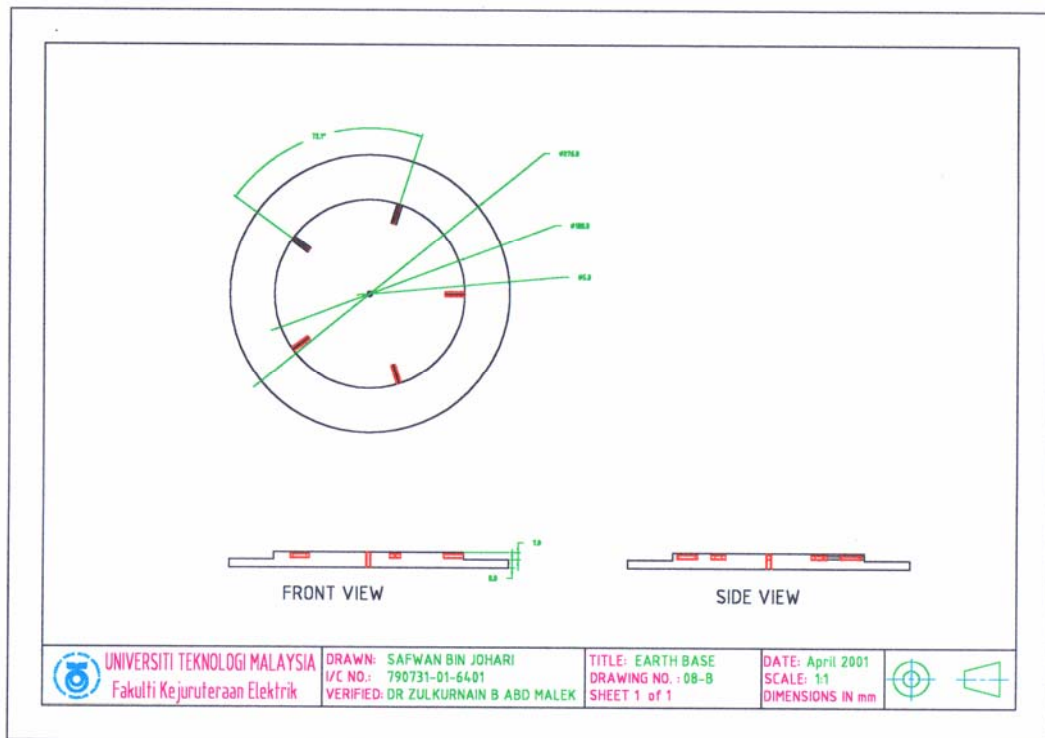 FRONT VIEW
SIDE VIEW
UNIVERSITI TEKNOLOGI MALAYSIA
Fakulti Kejuruteraan Elektrik
DRAWN: SAFWAN BIN JOHARI
I/C NO.: 790731-01-6401
VERIFIED: DR ZULKURNAIN B ABD MALEK
TITLE: EARTH BASE
DRAWING NO. : 08-B
SHEET 1 of 1
DATE: April 2001
SCALE: 1:1
DIMENSIONS IN mm